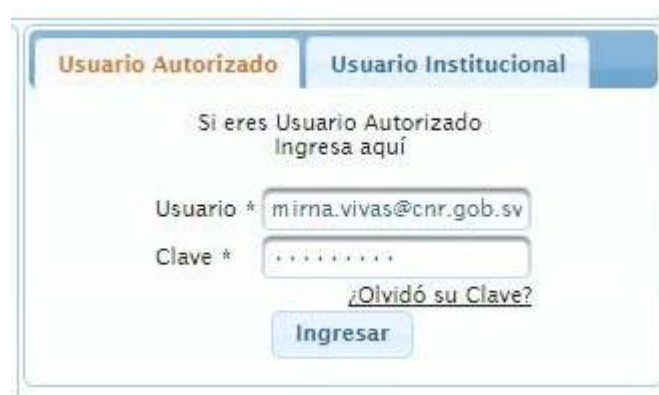 Usuario Autorizado Usuario Institucional
Si eres Usuario Autorizado
Ingresa aquí
Usuario * mirna.vivas@cnr.gob.sv
Clave * .........
¿Olvidó su Clave?
Ingresar